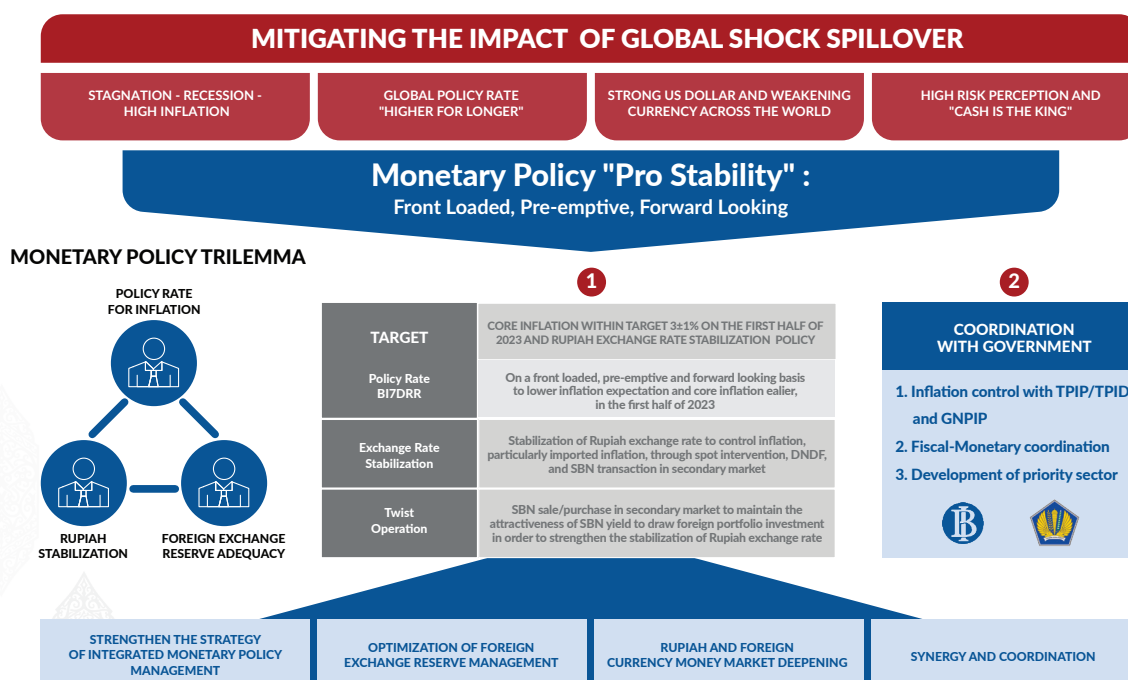 MITIGATING THE IMPACT OF GLOBAL SHOCK SPILLOVER
STAGNATION - RECESSION -
HIGH INFLATION
GLOBAL POLICY RATE
"HIGHER FOR LONGER"
STRONG US DOLLAR AND WEAKENING
CURRENCY ACROSS THE WORLD
HIGH RISK PERCEPTION AND
"CASH IS THE KING"
Monetary Policy "Pro Stability" :
Front Loaded, Pre-emptive, Forward Looking
MONETARY POLICY TRILEMMA
POLICY RATE
FOR INFLATION
RUPIAH
STABILIZATION
FOREIGN EXCHANGE
RESERVE ADEQUACY
1
TARGET
CORE INFLATION WITHIN TARGET 3±1% ON THE FIRST HALF OF
2023 AND RUPIAH EXCHANGE RATE STABILIZATION POLICY
Policy Rate
BI7DRR
On a front loaded, pre-emptive and forward looking basis
to lower inflation expectation and core inflation ealier,
in the first half of 2023
Exchange Rate
Stabilization
Stabilization of Rupiah exchange rate to control inflation,
particularly imported inflation, through spot intervention, DNDF,
and SBN transaction in secondary market
Twist
Operation
SBN sale/purchase in secondary market to maintain the
attractiveness of SBN yield to draw foreign portfolio investment
in order to strengthen the stabilization of Rupiah exchange rate
2
COORDINATION
WITH GOVERNMENT
1. Inflation control with TPIP/TPID
and GNPIP
2. Fiscal-Monetary coordination
3. Development of priority sector
STRENGTHEN THE STRATEGY
OF INTEGRATED MONETARY POLICY
MANAGEMENT
OPTIMIZATION OF FOREIGN
EXCHANGE RESERVE MANAGEMENT
RUPIAH AND FOREIGN
CURRENCY MONEY MARKET DEEPENING
SYNERGY AND COORDINATION